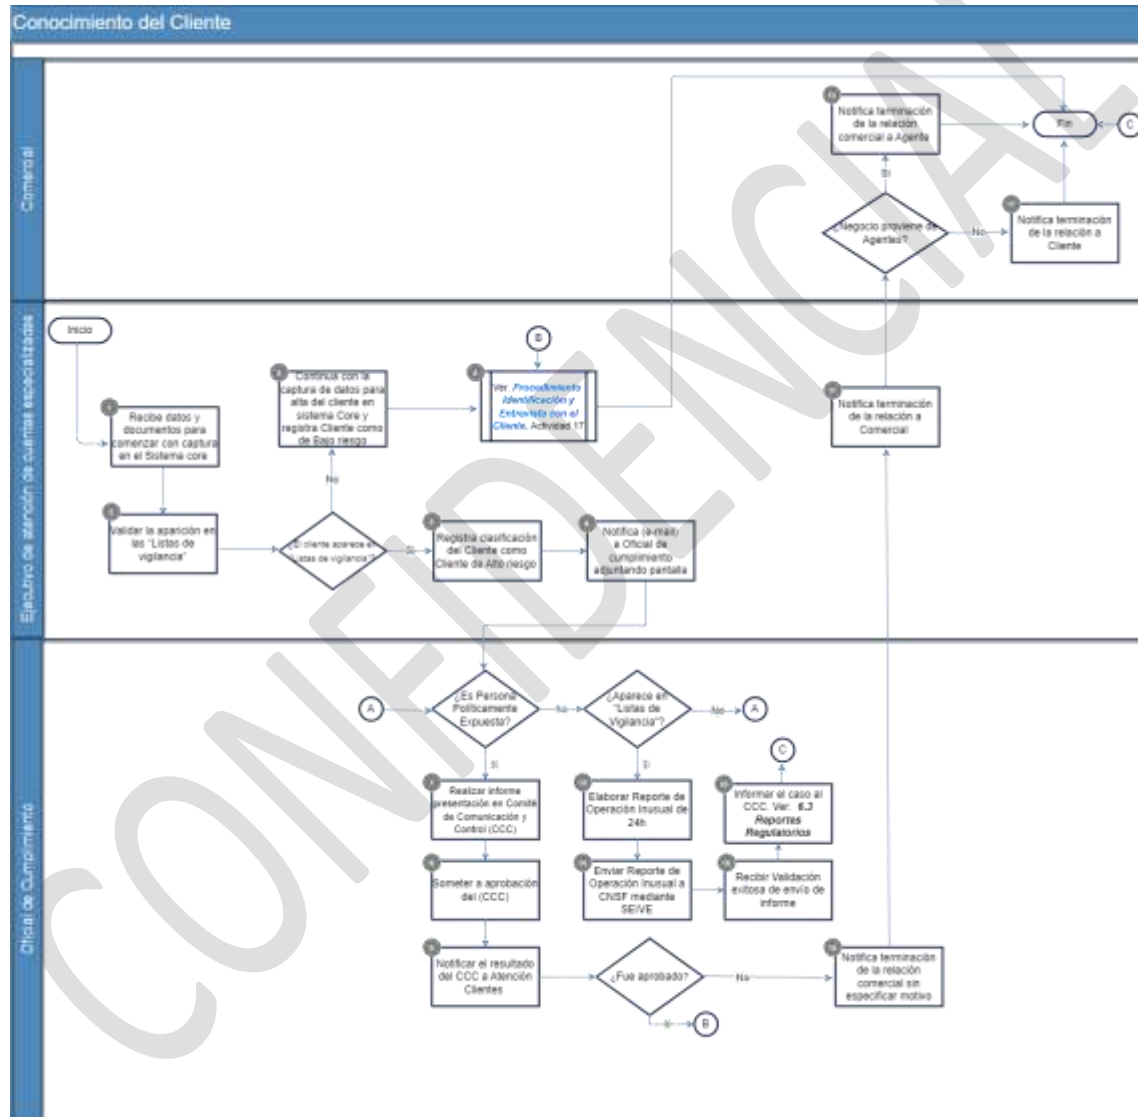 Conocimiento del Cliente
Comercial
Notifica terminación
de la relación
comercial a Agente
Fin
C
Si
¿Negocio proviene de
Agentes?
No
Notifica terminación
de la relación a
Cliente
Ejecutivo de atención de cuentas especializadas
Inicio
B
Continua con la
captura de datos para
alta del cliente en
sistema Core y
registra Cliente como
de Bajo riesgo
Ver. Procedimiento
Identificación y
Entrevista con el
Cliente. Actividad 17
Recibe datos y
documentos para
comenzar con captura
en el Sistema core
Notifica terminación
de la relación a
Comercial
No
Validar la aparición en
las "Listas de
vigilancia"
¿El cliente aparece en
"Listas de vigilancia"?
Si
Registra clasificación
del Cliente como
Cliente de Alto riesgo
Notifica (e-mail)
a Oficial de
cumplimiento
adjuntando pantalla
Oficial de Cumplimiento
A
¿Es Persona
Políticamente
Expuesta?
No
¿Aparece en
"Listas de
Vigilancia"?
No
A
Si
Si
C
Realizar informe
presentación en Comité
de Comunicación y
Control (CCC)
Elaborar Reporte de
Operación Inusual de
24h
Informar el caso al
CCC. Ver: 6.3
Reportes
Regulatorios
Someter a aprobación
del (CCC)
Enviar Reporte de
Operación Inusual a
CNSF mediante
SEIVE
Recibir Validación
exitosa de envío de
informe
Notificar el resultado
del CCC a Atención
Clientes
¿Fue aprobado?
No
Notifica terminación
de la relación
comercial sin
especificar motivo
Si
B
CONFIDENCIAL